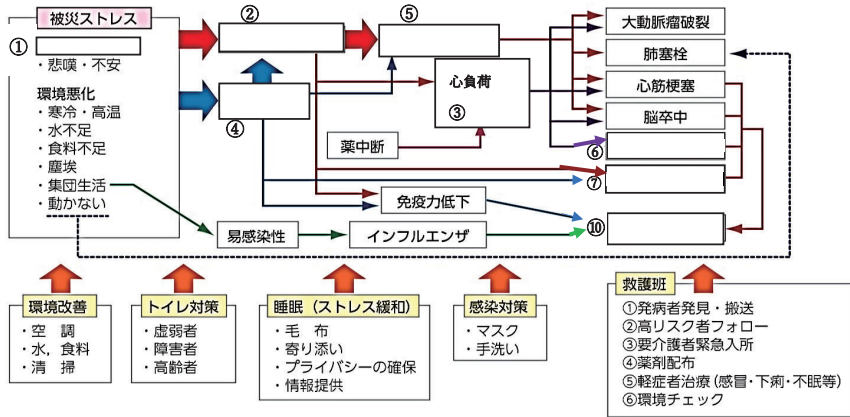 被災ストレス
①
・悲嘆・不安
環境悪化
・寒冷・高温
・水不足
・食料不足
・塵埃
・集団生活
・動かない
②
④
⑤
心負荷
③
薬中断
免疫力低下
易感染性
インフルエンザ
大動脈瘤破裂
肺塞栓
心筋梗塞
脳卒中
⑥
⑦
⑩
環境改善
・空　調
・水，食料
・清　掃
トイレ対策
・虚弱者
・障害者
・高齢者
睡眠（ストレス緩和）
・毛　布
・寄り添い
・プライバシーの確保
・情報提供
感染対策
・マスク
・手洗い
救護班
①発病者発見・搬送
②高リスク者フォロー
③要介護者緊急入所
④薬剤配布
⑤軽症者治療（感冒・下痢・不眠等）
⑥環境チェック